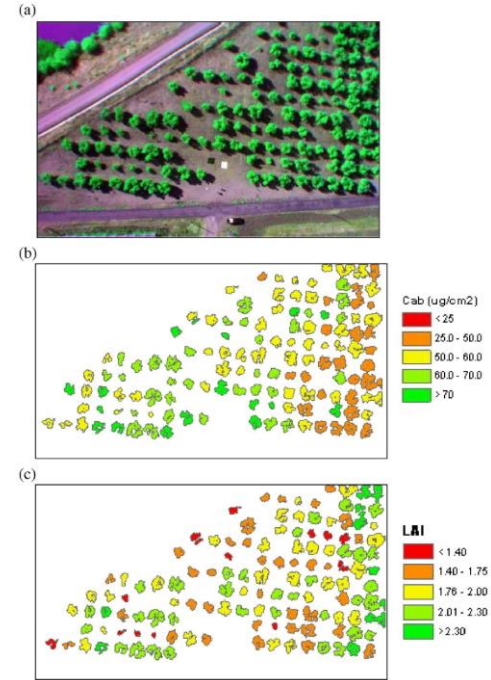 (a)
(b)
Cab (ug/cm2)
< 25
25.0 - 50.0
50.0 - 60.0
60.0 - 70.0
> 70
(c)
LAI
< 1.40
1.40 - 1.75
1.76 - 2.00
2.01 - 2.30
> 2.30